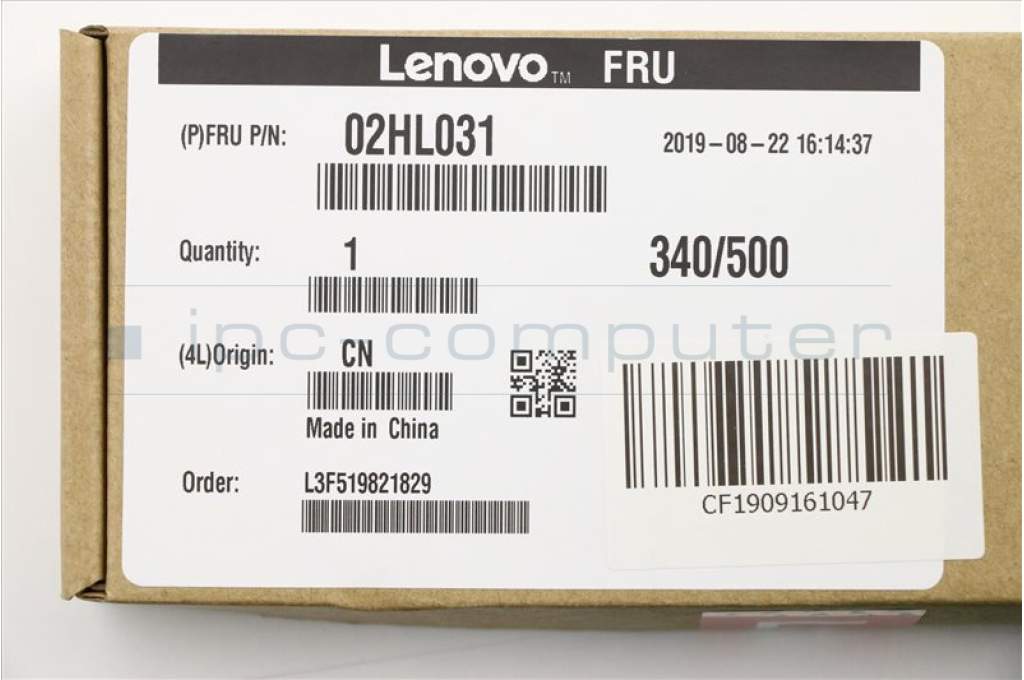 Lenovo™ FRU
(P)FRU P/N: 02HL031 2019-08-22 16:14:37
Quantity: 1 340/500
ipc-computer
(4L)Origin: CN
Made in China
CF1909161047
Order: L3F519821829